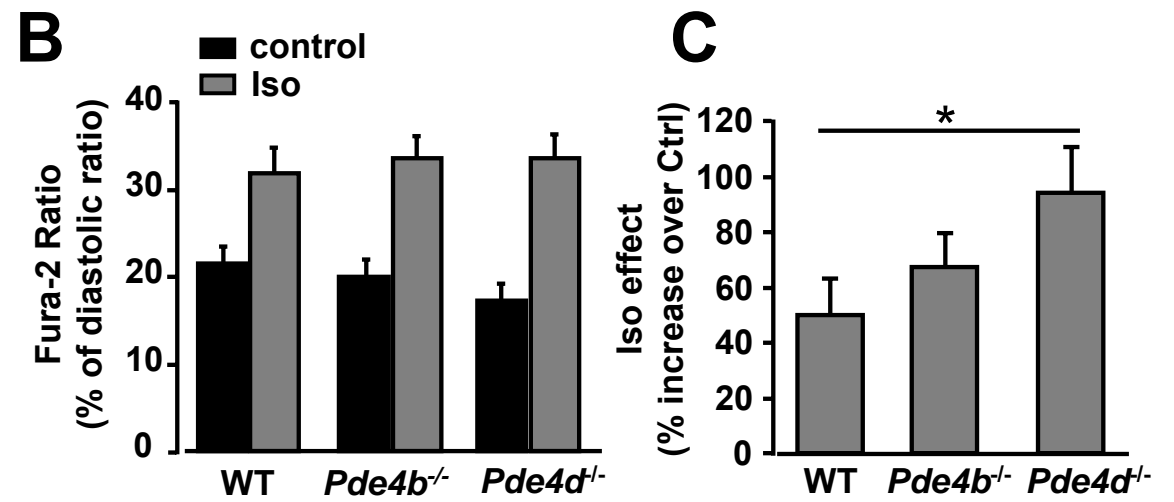 B
control
Iso
Fura-2 Ratio
(% of diastolic ratio)
40
30
20
10
0
WT
Pde4b-/-
Pde4d-/-
C
Iso effect
(% increase over Ctrl)
120
100
80
60
40
20
0
*
WT
Pde4b-/-
Pde4d-/-